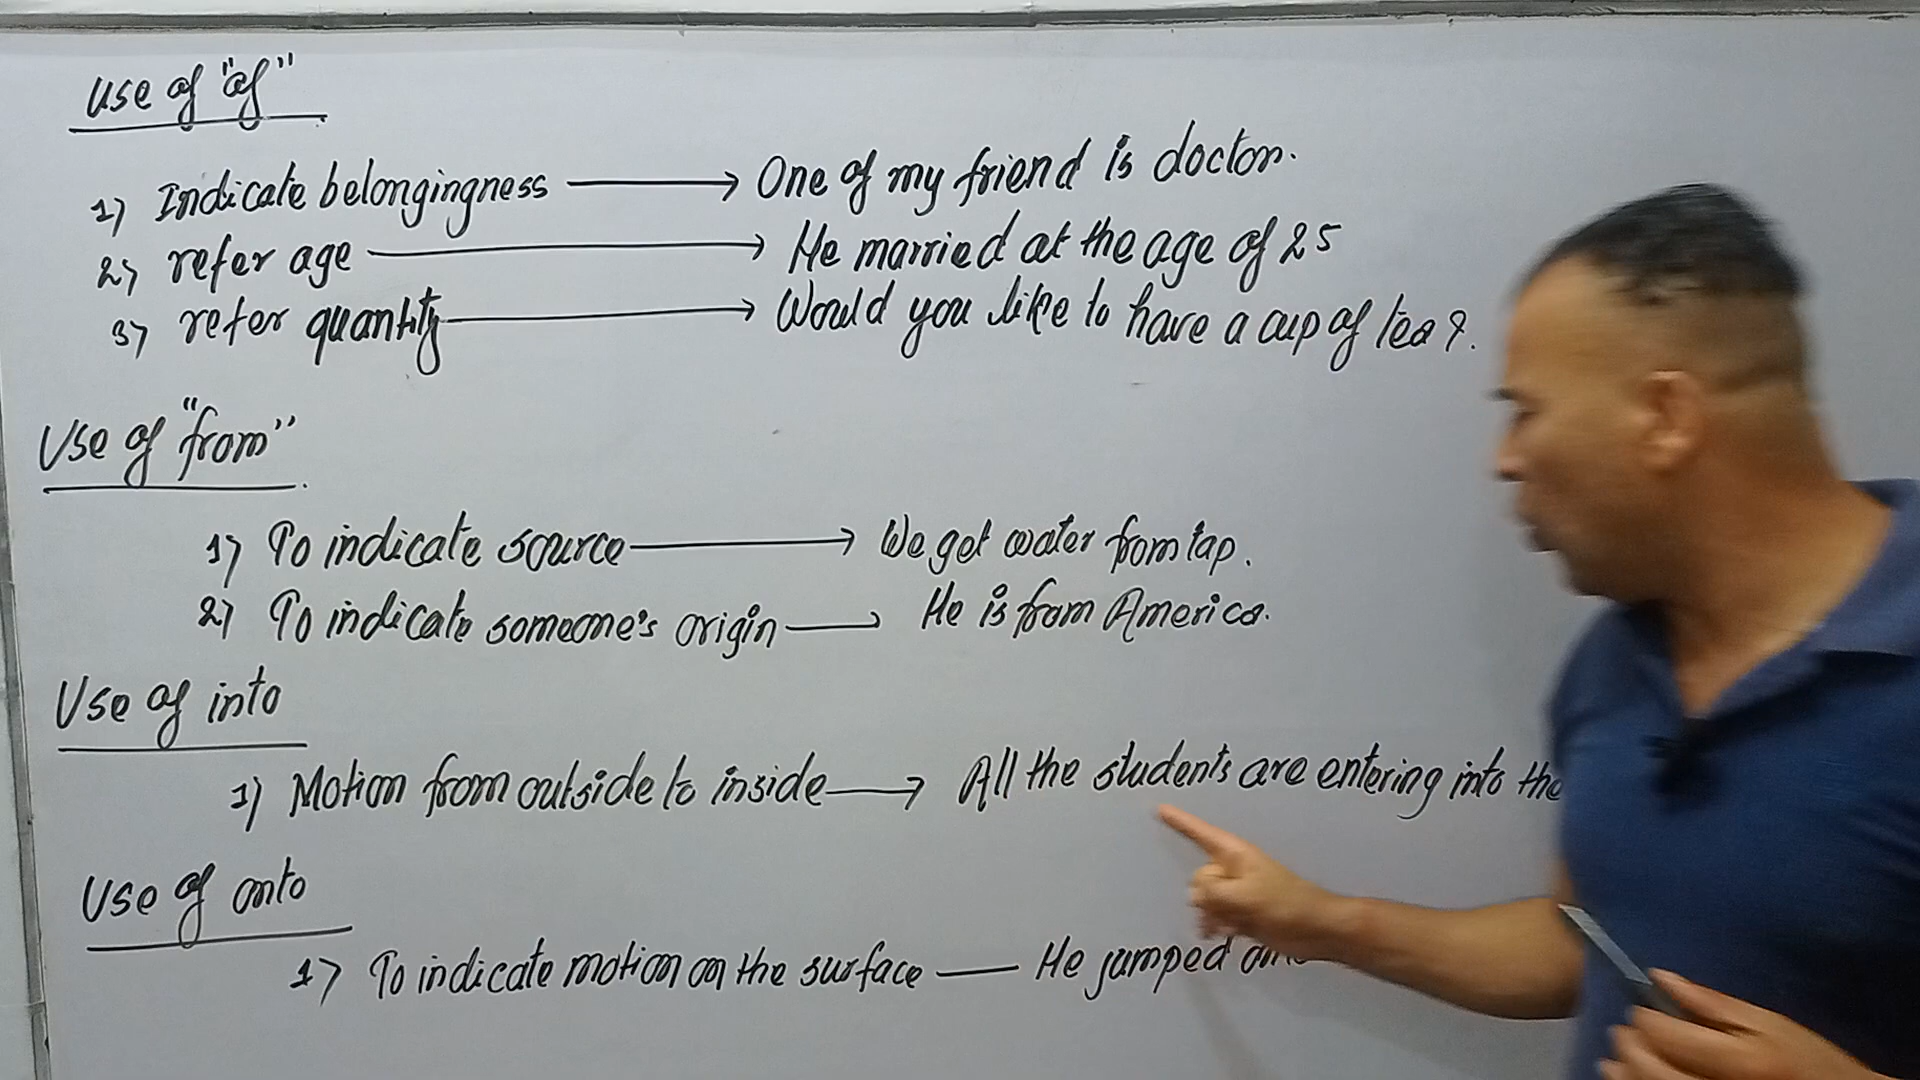 Use of "of"
1) Indicate belongingness → One of my friend is doctor.
2) refer age → He married at the age of 25
3) refer quantity → Would you like to have a cup of tea?.
Use of "from"
1) To indicate source → We get water from tap.
2) To indicate someone's origin → He is from America.
Use of into
1) Motion from outside to inside → All the students are entering into the
Use of onto
1) To indicate motion on the surface — He jumped